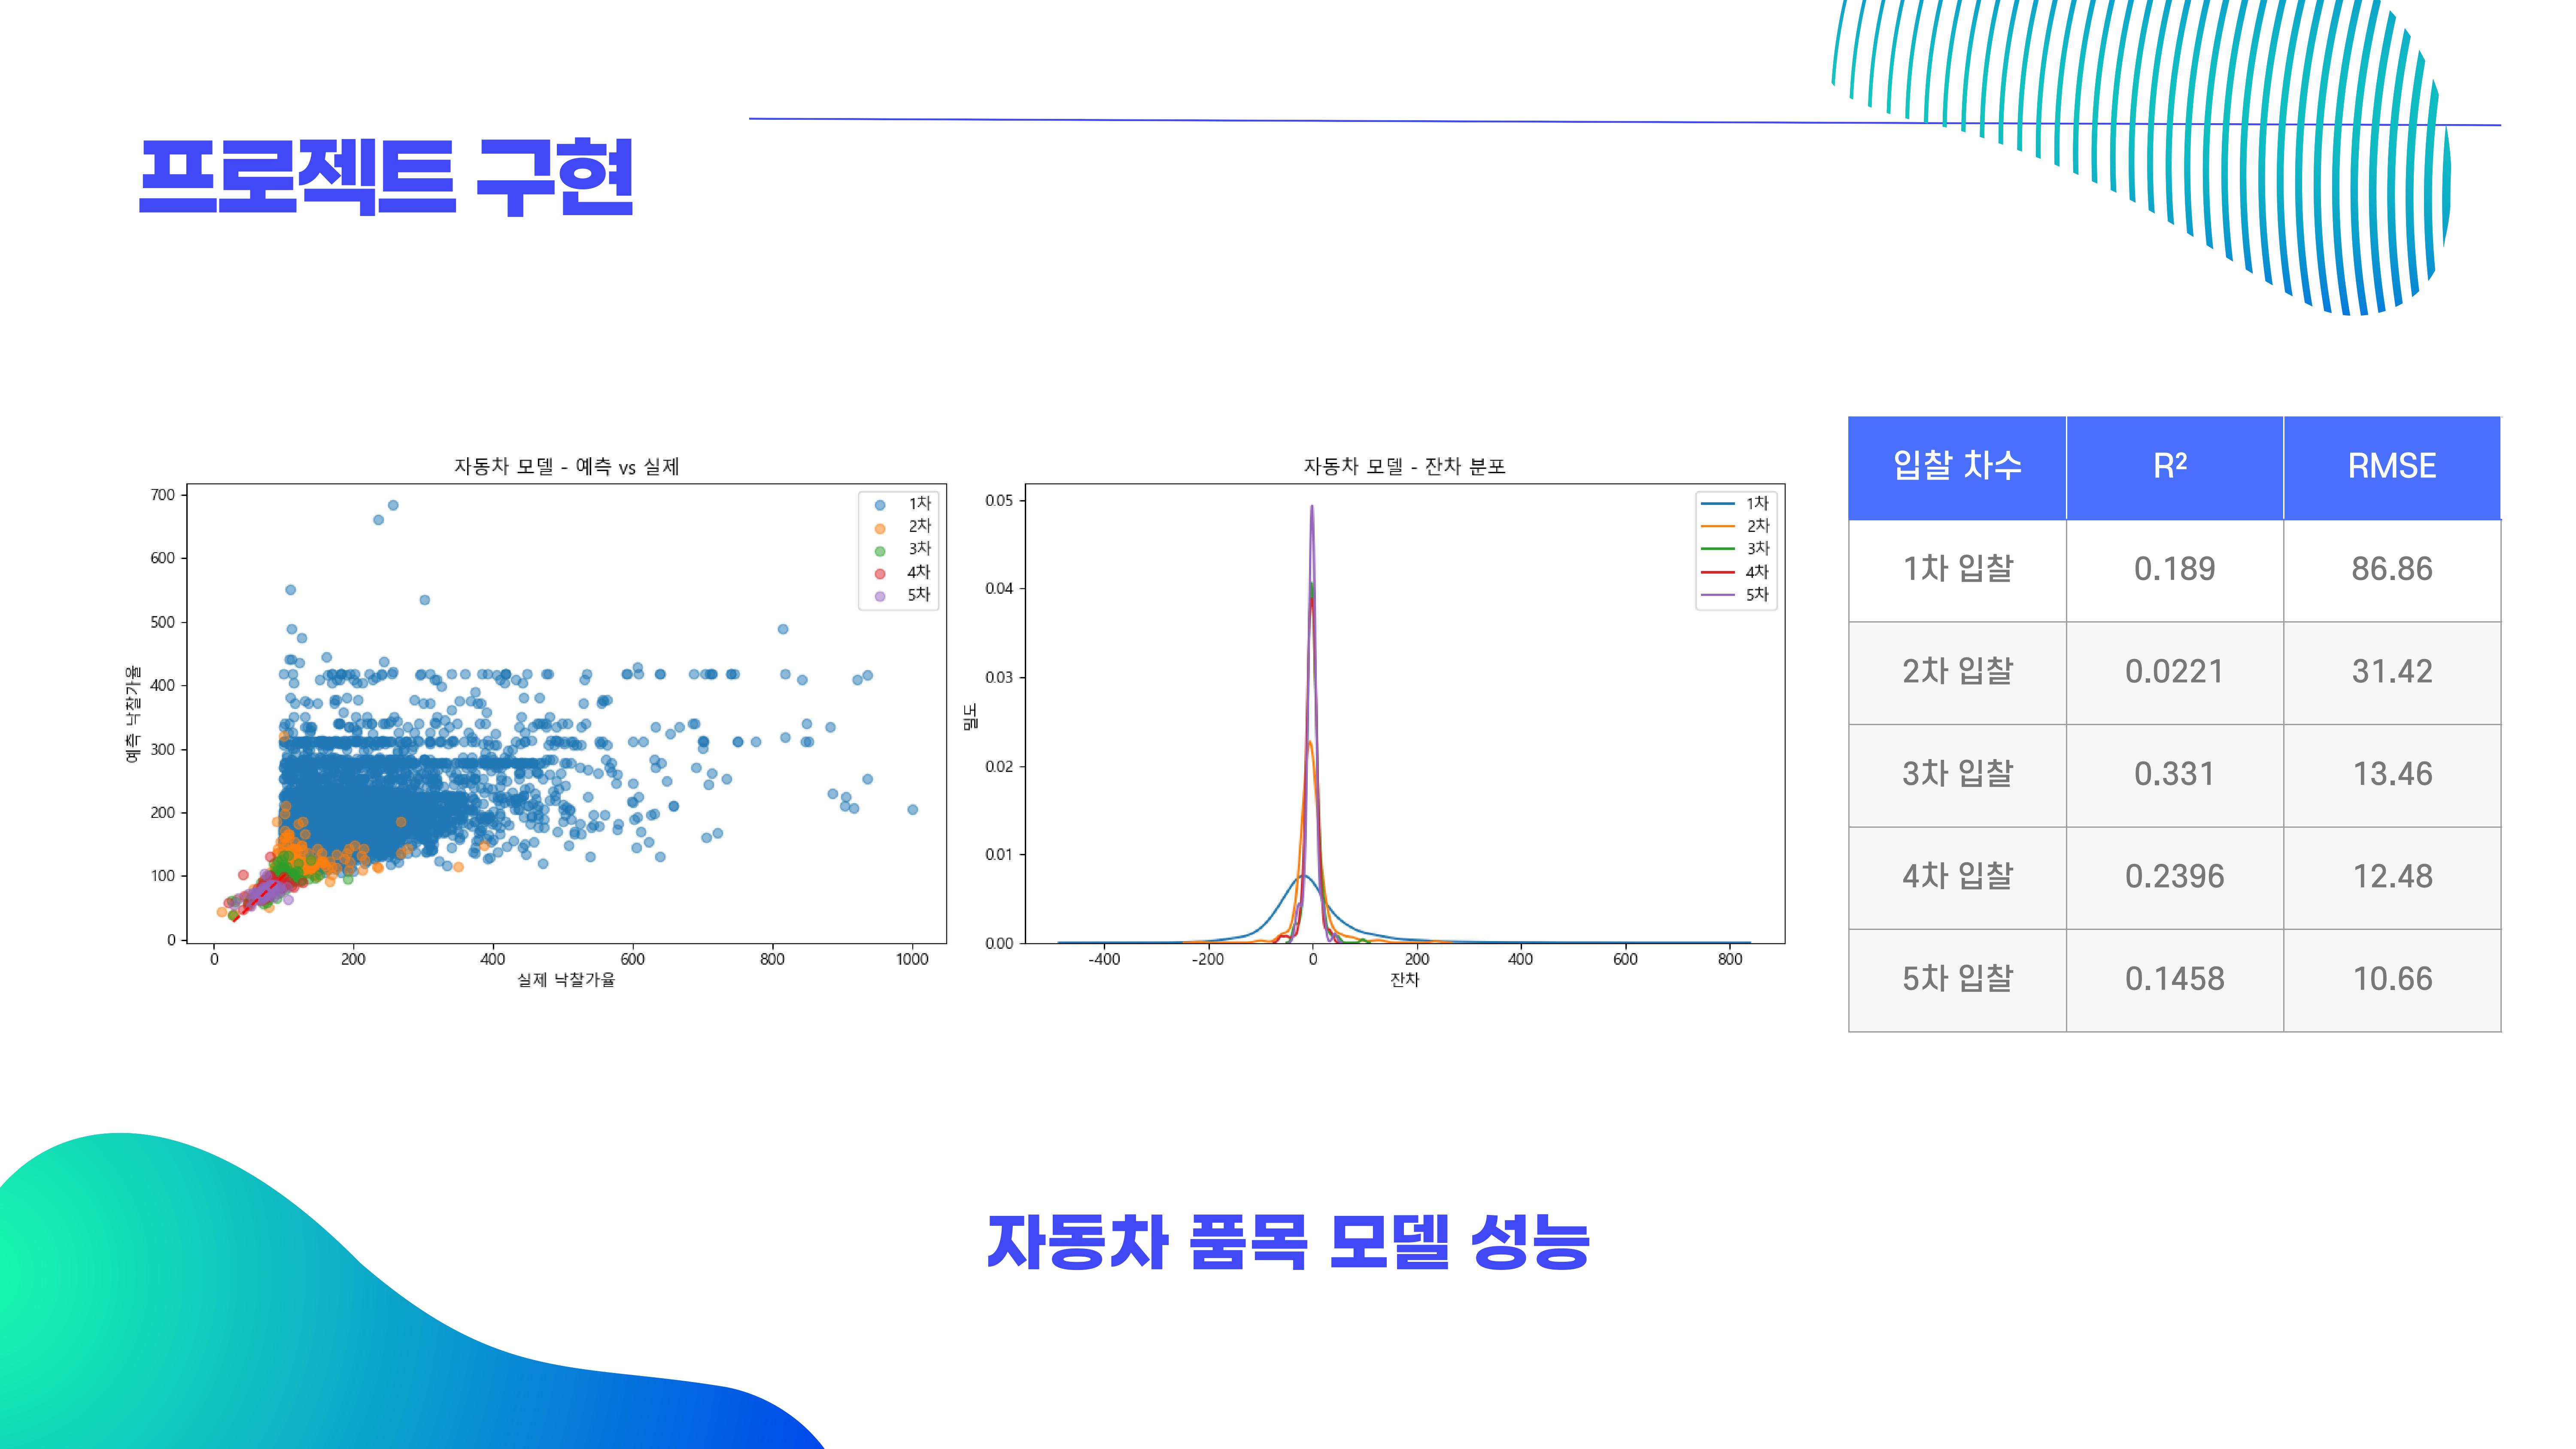 프로젝트 구현
자동차 모델 - 예측 vs 실제
700
600
500
400
300
200
100
0
예측 낙찰가율
0 200 400 600 800 1000
실제 낙찰가율
1차
2차
3차
4차
5차
자동차 모델 - 잔차 분포
0.05
0.04
0.03
0.02
0.01
0.00
밀도
-400 -200 0 200 400 600 800
잔차
1차
2차
3차
4차
5차
입찰 차수 R² RMSE
1차 입찰 0.189 86.86
2차 입찰 0.0221 31.42
3차 입찰 0.331 13.46
4차 입찰 0.2396 12.48
5차 입찰 0.1458 10.66
자동차 품목 모델 성능